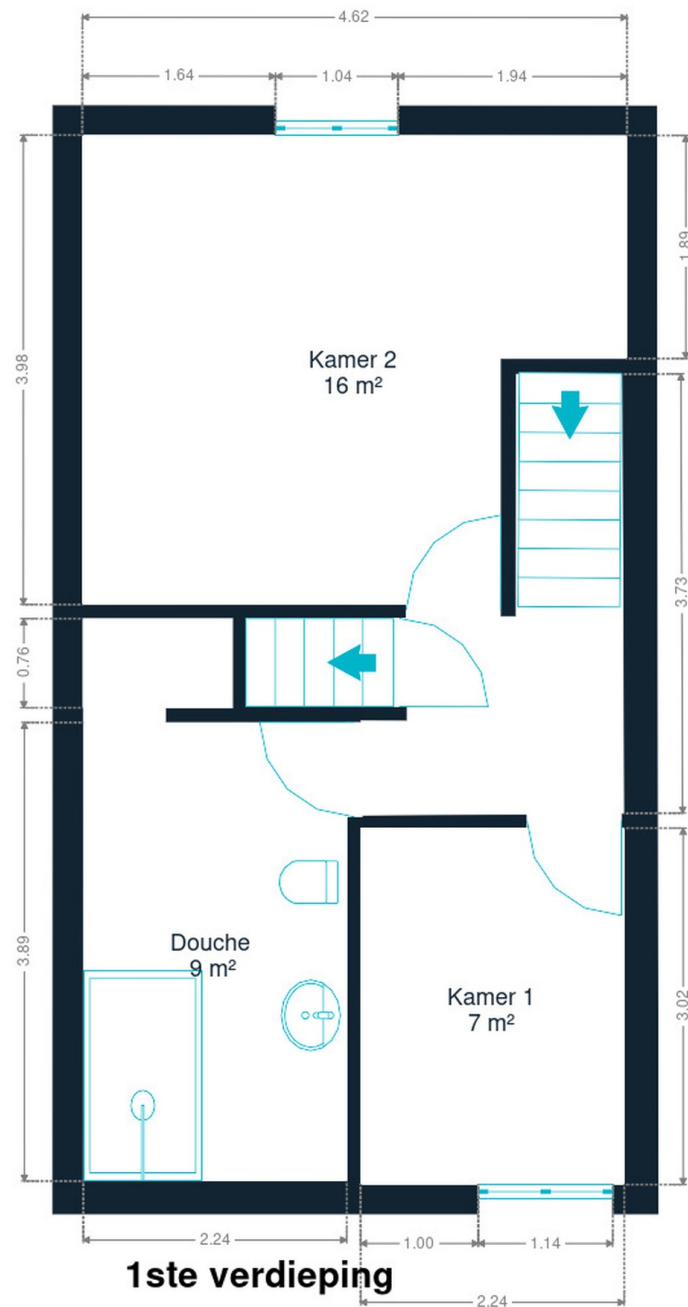 4.62
1.64
1.04
1.94
1.89
3.98
Kamer 2
16 m²
3.73
0.76
3.89
Douche
9 m²
Kamer 1
7 m²
3.02
2.24
1.00
1.14
1ste verdieping
2.24